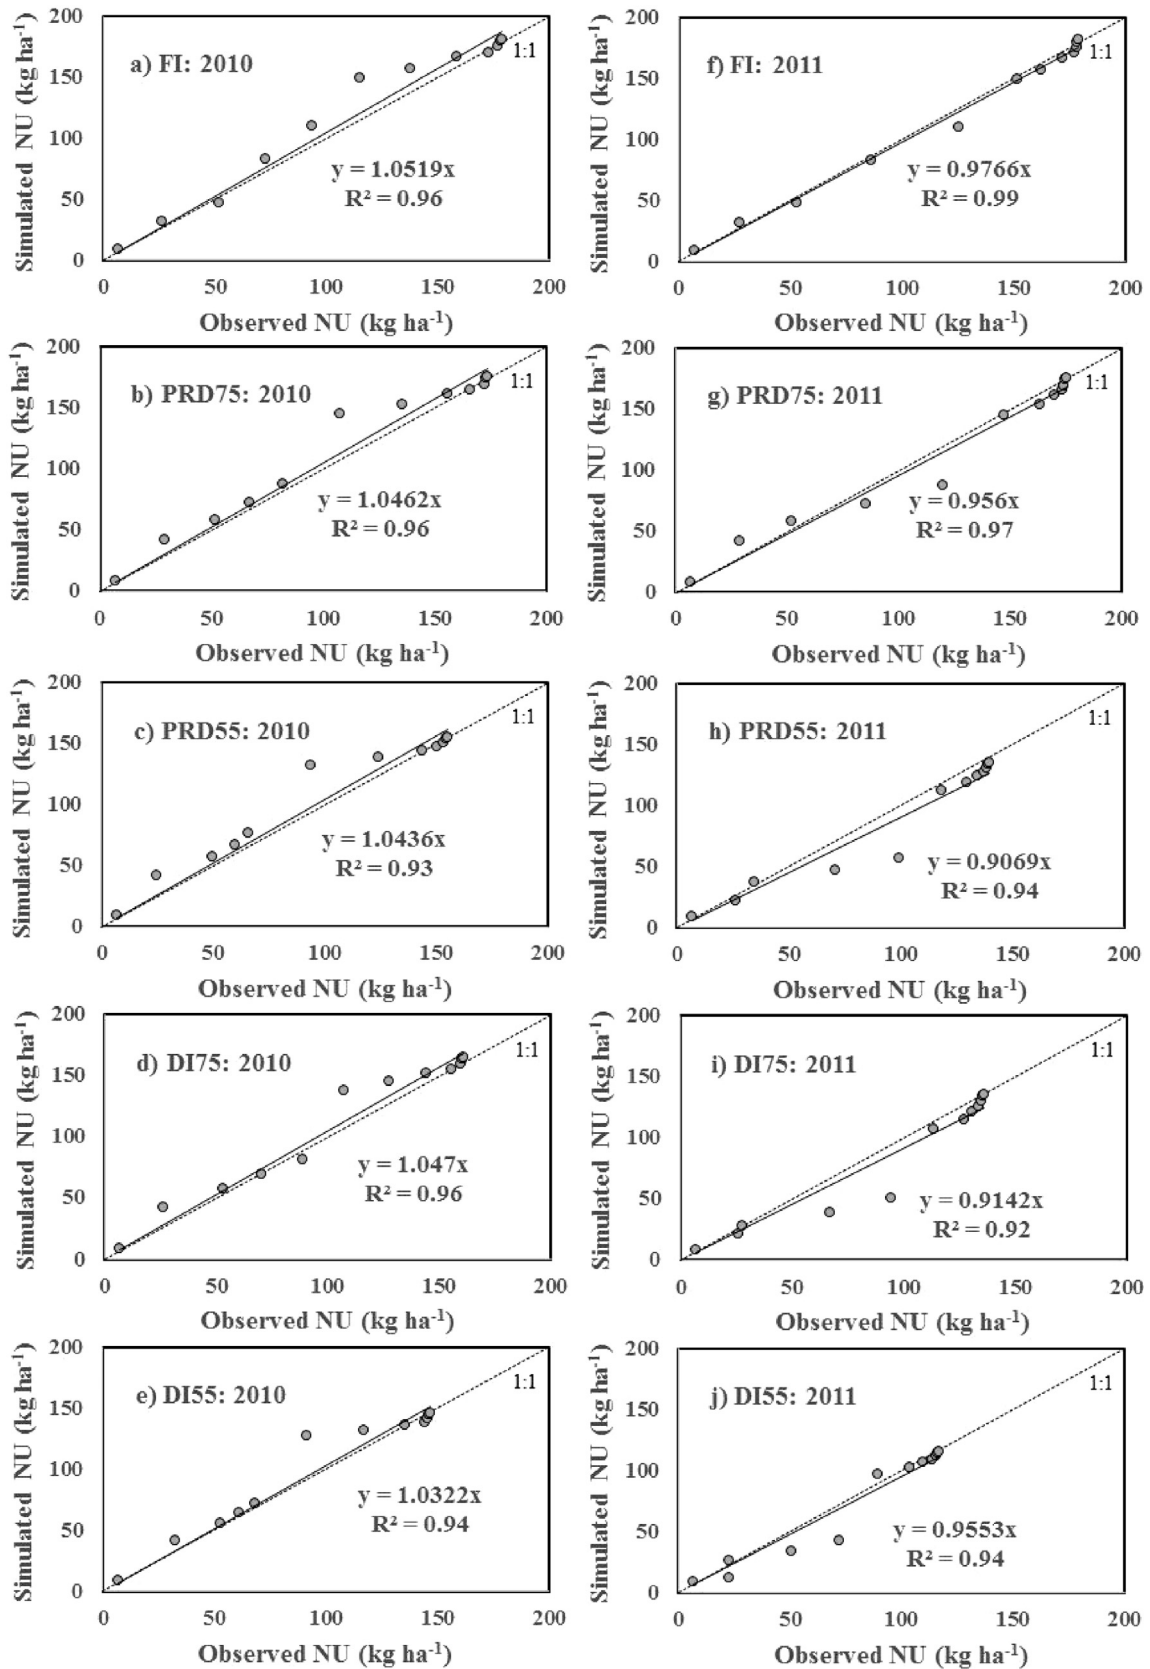 a) FI: 2010
1:1
y = 1.0519x
R² = 0.96
Simulated NU (kg ha⁻¹)
200
150
100
50
0
0 50 100 150 200
Observed NU (kg ha⁻¹)
f) FI: 2011
1:1
y = 0.9766x
R² = 0.99
Simulated NU (kg ha⁻¹)
200
150
100
50
0
0 50 100 150 200
Observed NU (kg ha⁻¹)
b) PRD75: 2010
1:1
y = 1.0462x
R² = 0.96
Simulated NU (kg ha⁻¹)
200
150
100
50
0
0 50 100 150 200
Observed NU (kg ha⁻¹)
g) PRD75: 2011
1:1
y = 0.956x
R² = 0.97
Simulated NU (kg ha⁻¹)
200
150
100
50
0
0 50 100 150 200
Observed NU (kg ha⁻¹)
c) PRD55: 2010
1:1
y = 1.0436x
R² = 0.93
Simulated NU (kg ha⁻¹)
200
150
100
50
0
0 50 100 150 200
Observed NU (kg ha⁻¹)
h) PRD55: 2011
1:1
y = 0.9069x
R² = 0.94
Simulated NU (kg ha⁻¹)
200
150
100
50
0
0 50 100 150 200
Observed NU (kg ha⁻¹)
d) DI75: 2010
1:1
y = 1.047x
R² = 0.96
Simulated NU (kg ha⁻¹)
200
150
100
50
0
0 50 100 150 200
Observed NU (kg ha⁻¹)
i) DI75: 2011
1:1
y = 0.9142x
R² = 0.92
Simulated NU (kg ha⁻¹)
200
150
100
50
0
0 50 100 150 200
Observed NU (kg ha⁻¹)
e) DI55: 2010
1:1
y = 1.0322x
R² = 0.94
Simulated NU (kg ha⁻¹)
200
150
100
50
0
0 50 100 150 200
Observed NU (kg ha⁻¹)
j) DI55: 2011
1:1
y = 0.9553x
R² = 0.94
Simulated NU (kg ha⁻¹)
200
150
100
50
0
0 50 100 150 200
Observed NU (kg ha⁻¹)